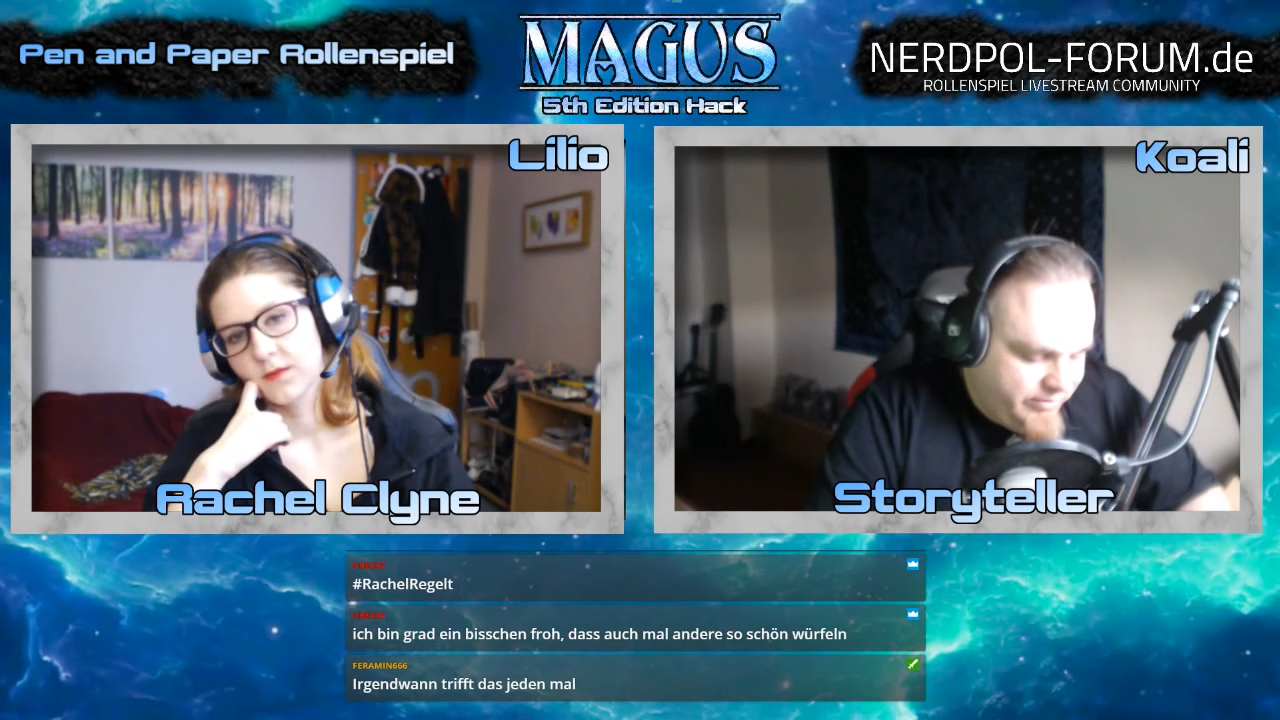 Pen and Paper Rollenspiel
MAGUS
5th Edition Hack
NERDPOL-FORUM.de
ROLLENSPIEL LIVESTREAM COMMUNITY
Lilio
Koali
Rachel Clyne
Storyteller
#RachelRegelt
ich bin grad ein bisschen froh, dass auch mal andere so schön würfeln
FERAMIN666
Irgendwann trifft das jeden mal